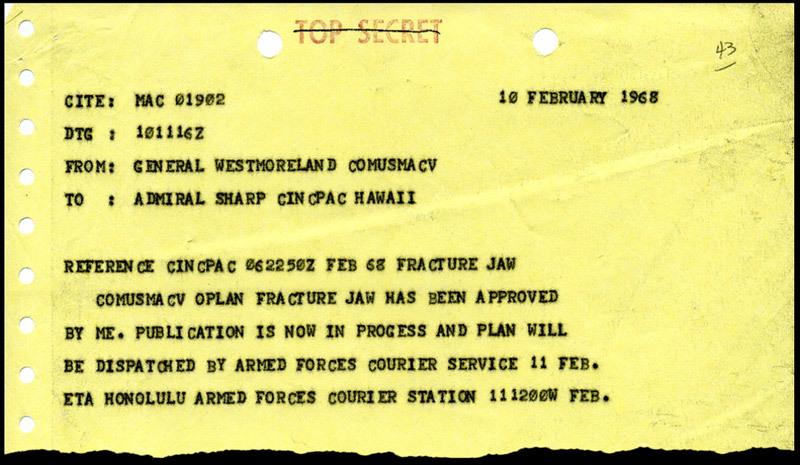 TOP SECRET
43
CITE: MAC 01902 10 FEBRUARY 1968
DTG : 101116Z
FROM: GENERAL WESTMORELAND COMUSMACV
TO : ADMIRAL SHARP CINCPAC HAWAII
REFERENCE CINCPAC 062250Z FEB 68 FRACTURE JAW
COMUSMACV OPLAN FRACTURE JAW HAS BEEN APPROVED
BY ME. PUBLICATION IS NOW IN PROGESS AND PLAN WILL
BE DISPATCHED BY ARMED FORCES COURIER SERVICE 11 FEB.
ETA HONOLULU ARMED FORCES COURIER STATION 111200W FEB.